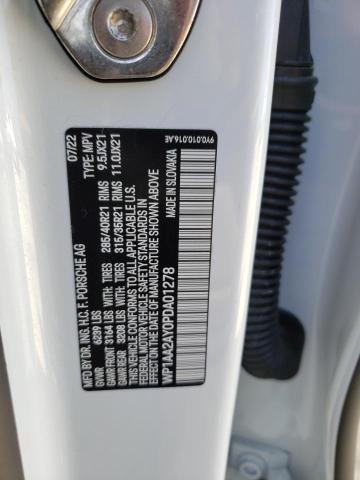 MFD. BY DR. ING. H.C. F. PORSCHE AG 07/22
GVWR 6289 LBS TYPE: MPV
GAWR FRONT 3164 LBS WITH TIRES 285/40R21 RIMS 9.5JX21
GAWR REAR 3208 LBS WITH TIRES 315/35R21 RIMS 11.0JX21
THIS VEHICLE CONFORMS TO ALL APPLICABLE U.S.
FEDERAL MOTOR VEHICLE SAFETY STANDARDS IN EFFECT
ON THE DATE OF MANUFACTURE SHOWN ABOVE
WP1AA2AY0PDA01278 MADE IN SLOVAKIA
9Y0.010.016.AE